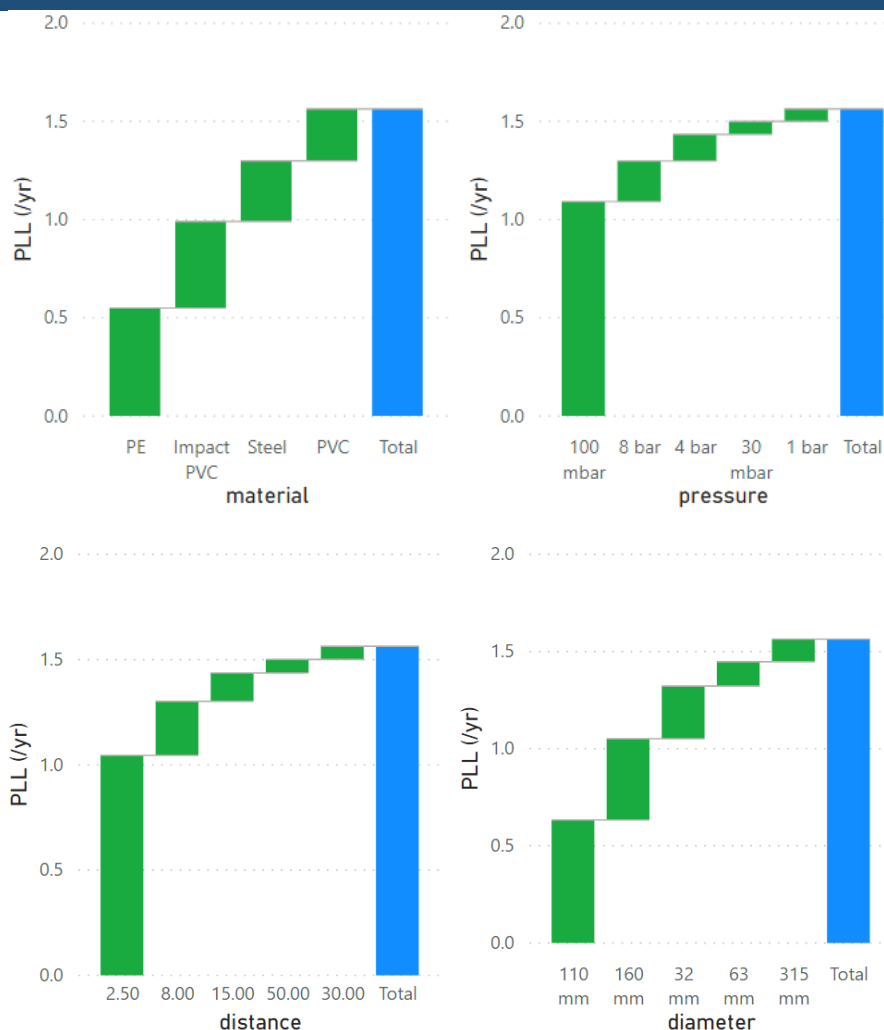 2.0
1.5
1.0
0.5
0.0
PLL (/yr)
PE Impact Steel PVC Total
PVC
material
2.0
1.5
1.0
0.5
0.0
PLL (/yr)
100 8 bar 4 bar 30 1 bar Total
mbar mbar
pressure
2.0
1.5
1.0
0.5
0.0
PLL (/yr)
2.50 8.00 15.00 50.00 30.00 Total
distance
2.0
1.5
1.0
0.5
0.0
PLL (/yr)
110 160 32 63 315 Total
mm mm mm mm mm
diameter